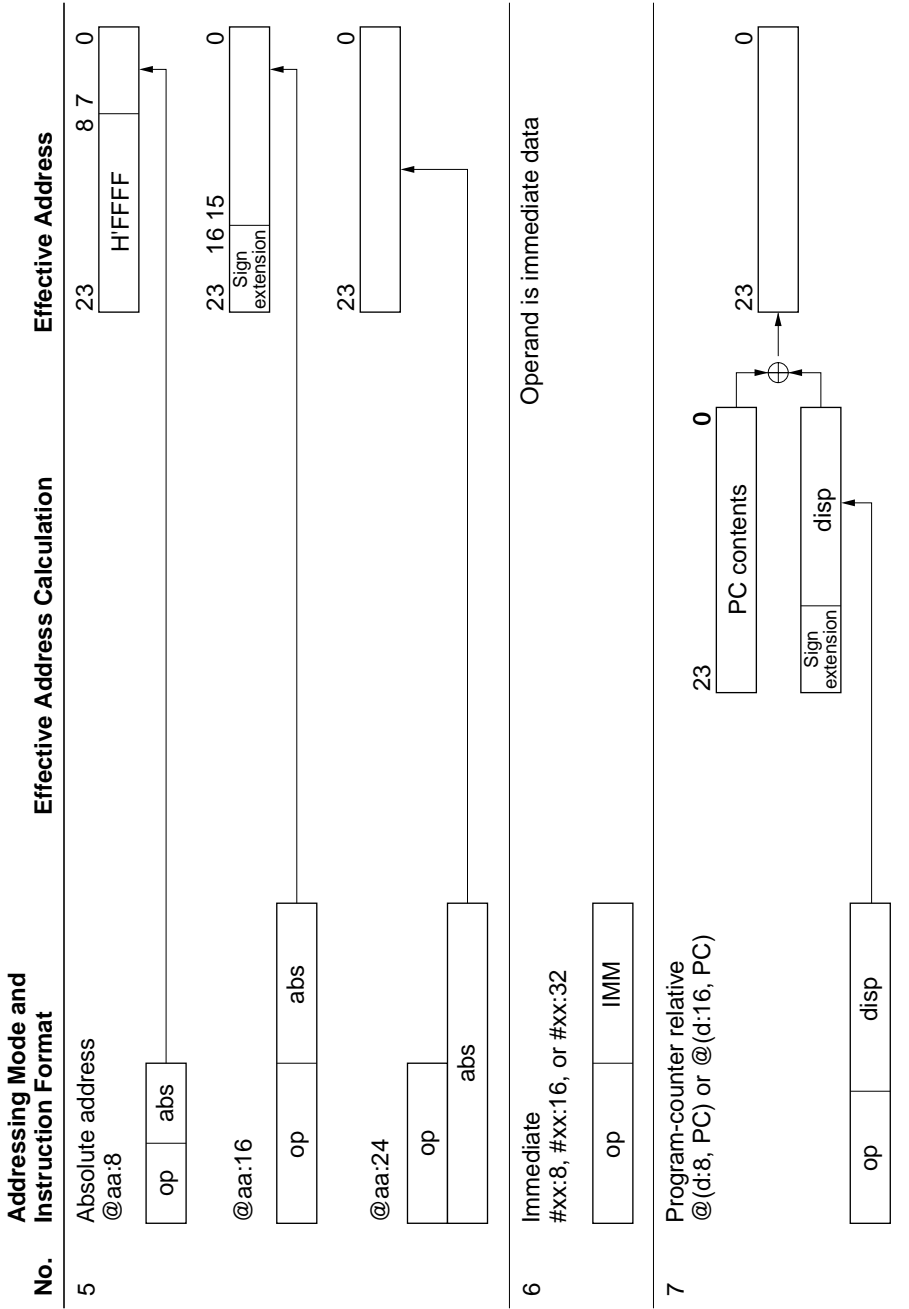 No. Addressing Mode and Instruction Format Effective Address Calculation Effective Address
5 Absolute address
@aa:8
op abs
23 8 7 0
H'FFFF
@aa:16
op abs
23 16 15 0
Sign extension
@aa:24
op
abs
23 0
6 Immediate
#xx:8, #xx:16, or #xx:32
op IMM
Operand is immediate data
7 Program-counter relative
@(d:8, PC) or @(d:16, PC)
op disp
23 0
PC contents
Sign extension disp
23 0